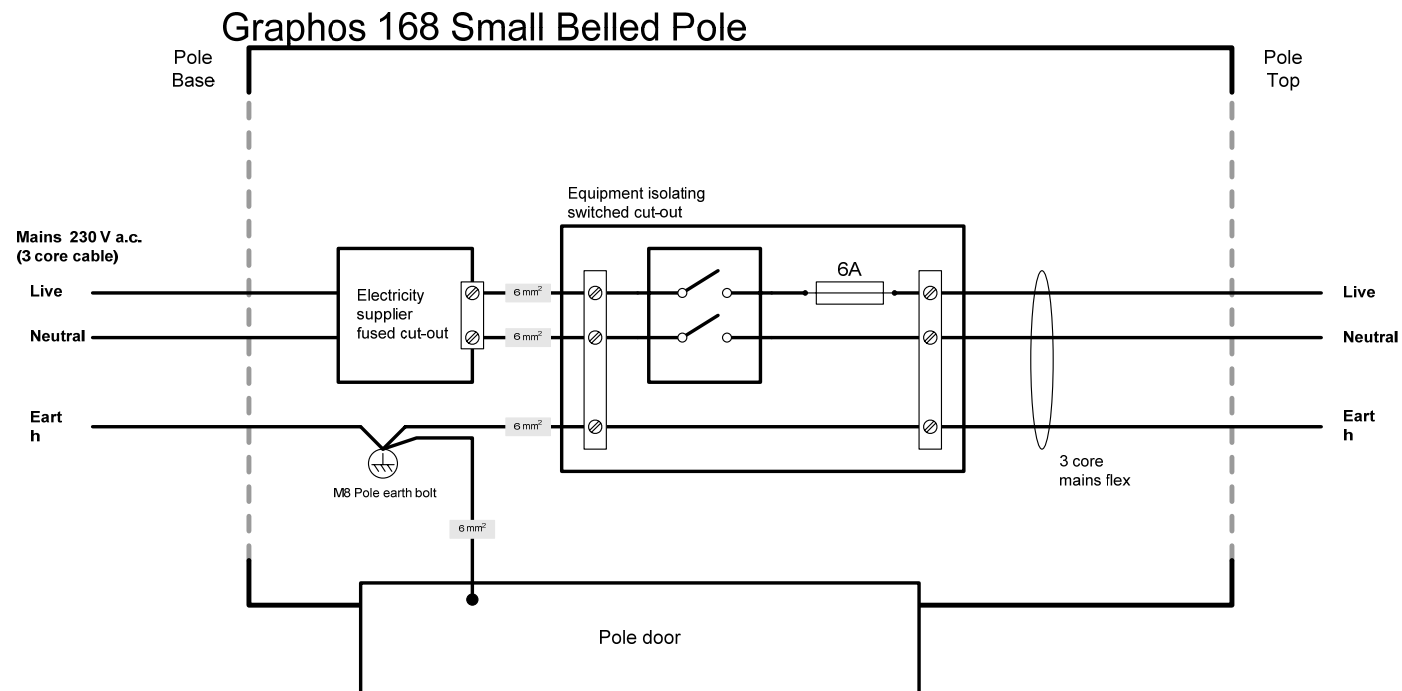 Graphos 168 Small Belled Pole
Pole
Base
Pole
Top
Equipment isolating
switched cut-out
Mains 230 V a.c.
(3 core cable)
Live
Neutral
Eart
h
Electricity
supplier
fused cut-out
6 mm²
6 mm²
6 mm²
6A
Live
Neutral
Eart
h
3 core
mains flex
M8 Pole earth bolt
6 mm²
Pole door